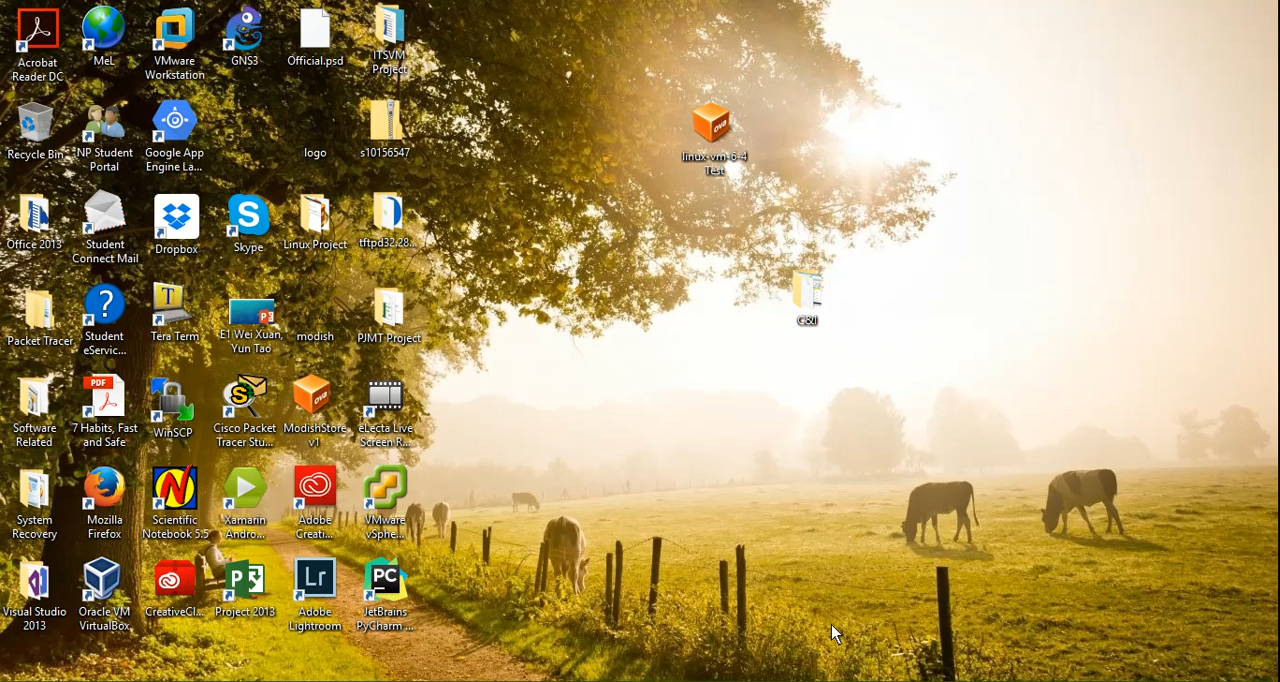 Acrobat
Reader DC
MeL
VMware
Workstation
GNS3
Official.psd
ITSVM
Project
Recycle Bin
NP Student
Portal
Google App
Engine La...
logo
s10156547
ova
linux-vm-6-4
Test
Office 2013
Student
Connect Mail
Dropbox
Skype
Linux Project
tftpd32.28...
Packet Tracer
Student
eServic...
Tera Term
E1 Wei Xuan,
Yun Tao
modish
PJMT Project
C&I
Software
Related
PDF
7 Habits, Fast
and Safe
WinSCP
Cisco Packet
Tracer Stu...
ova
ModishStore
v1
eLecta Live
Screen R...
System
Recovery
Mozilla
Firefox
Scientific
Notebook 5.5
Xamarin
Andro...
Adobe
Creati...
VMware
vSphe...
Visual Studio
2013
Oracle VM
VirtualBox
CreativeCl...
Project 2013
Lr
Adobe
Lightroom
PC
JetBrains
PyCharm ...